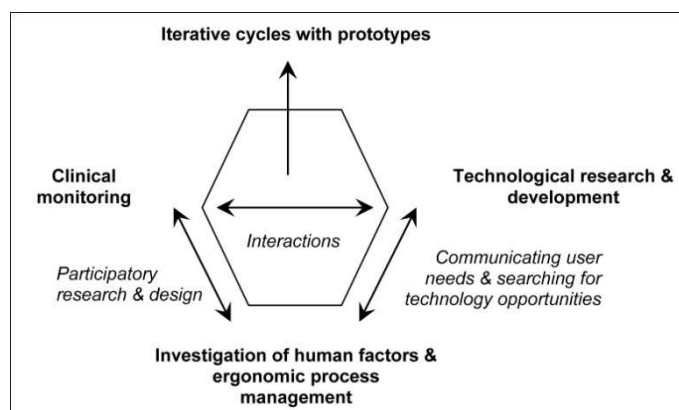 Iterative cycles with prototypes
Clinical
monitoring
Technological research &
development
Interactions
Participatory
research & design
Communicating user
needs & searching for
technology opportunities
Investigation of human factors &
ergonomic process
management